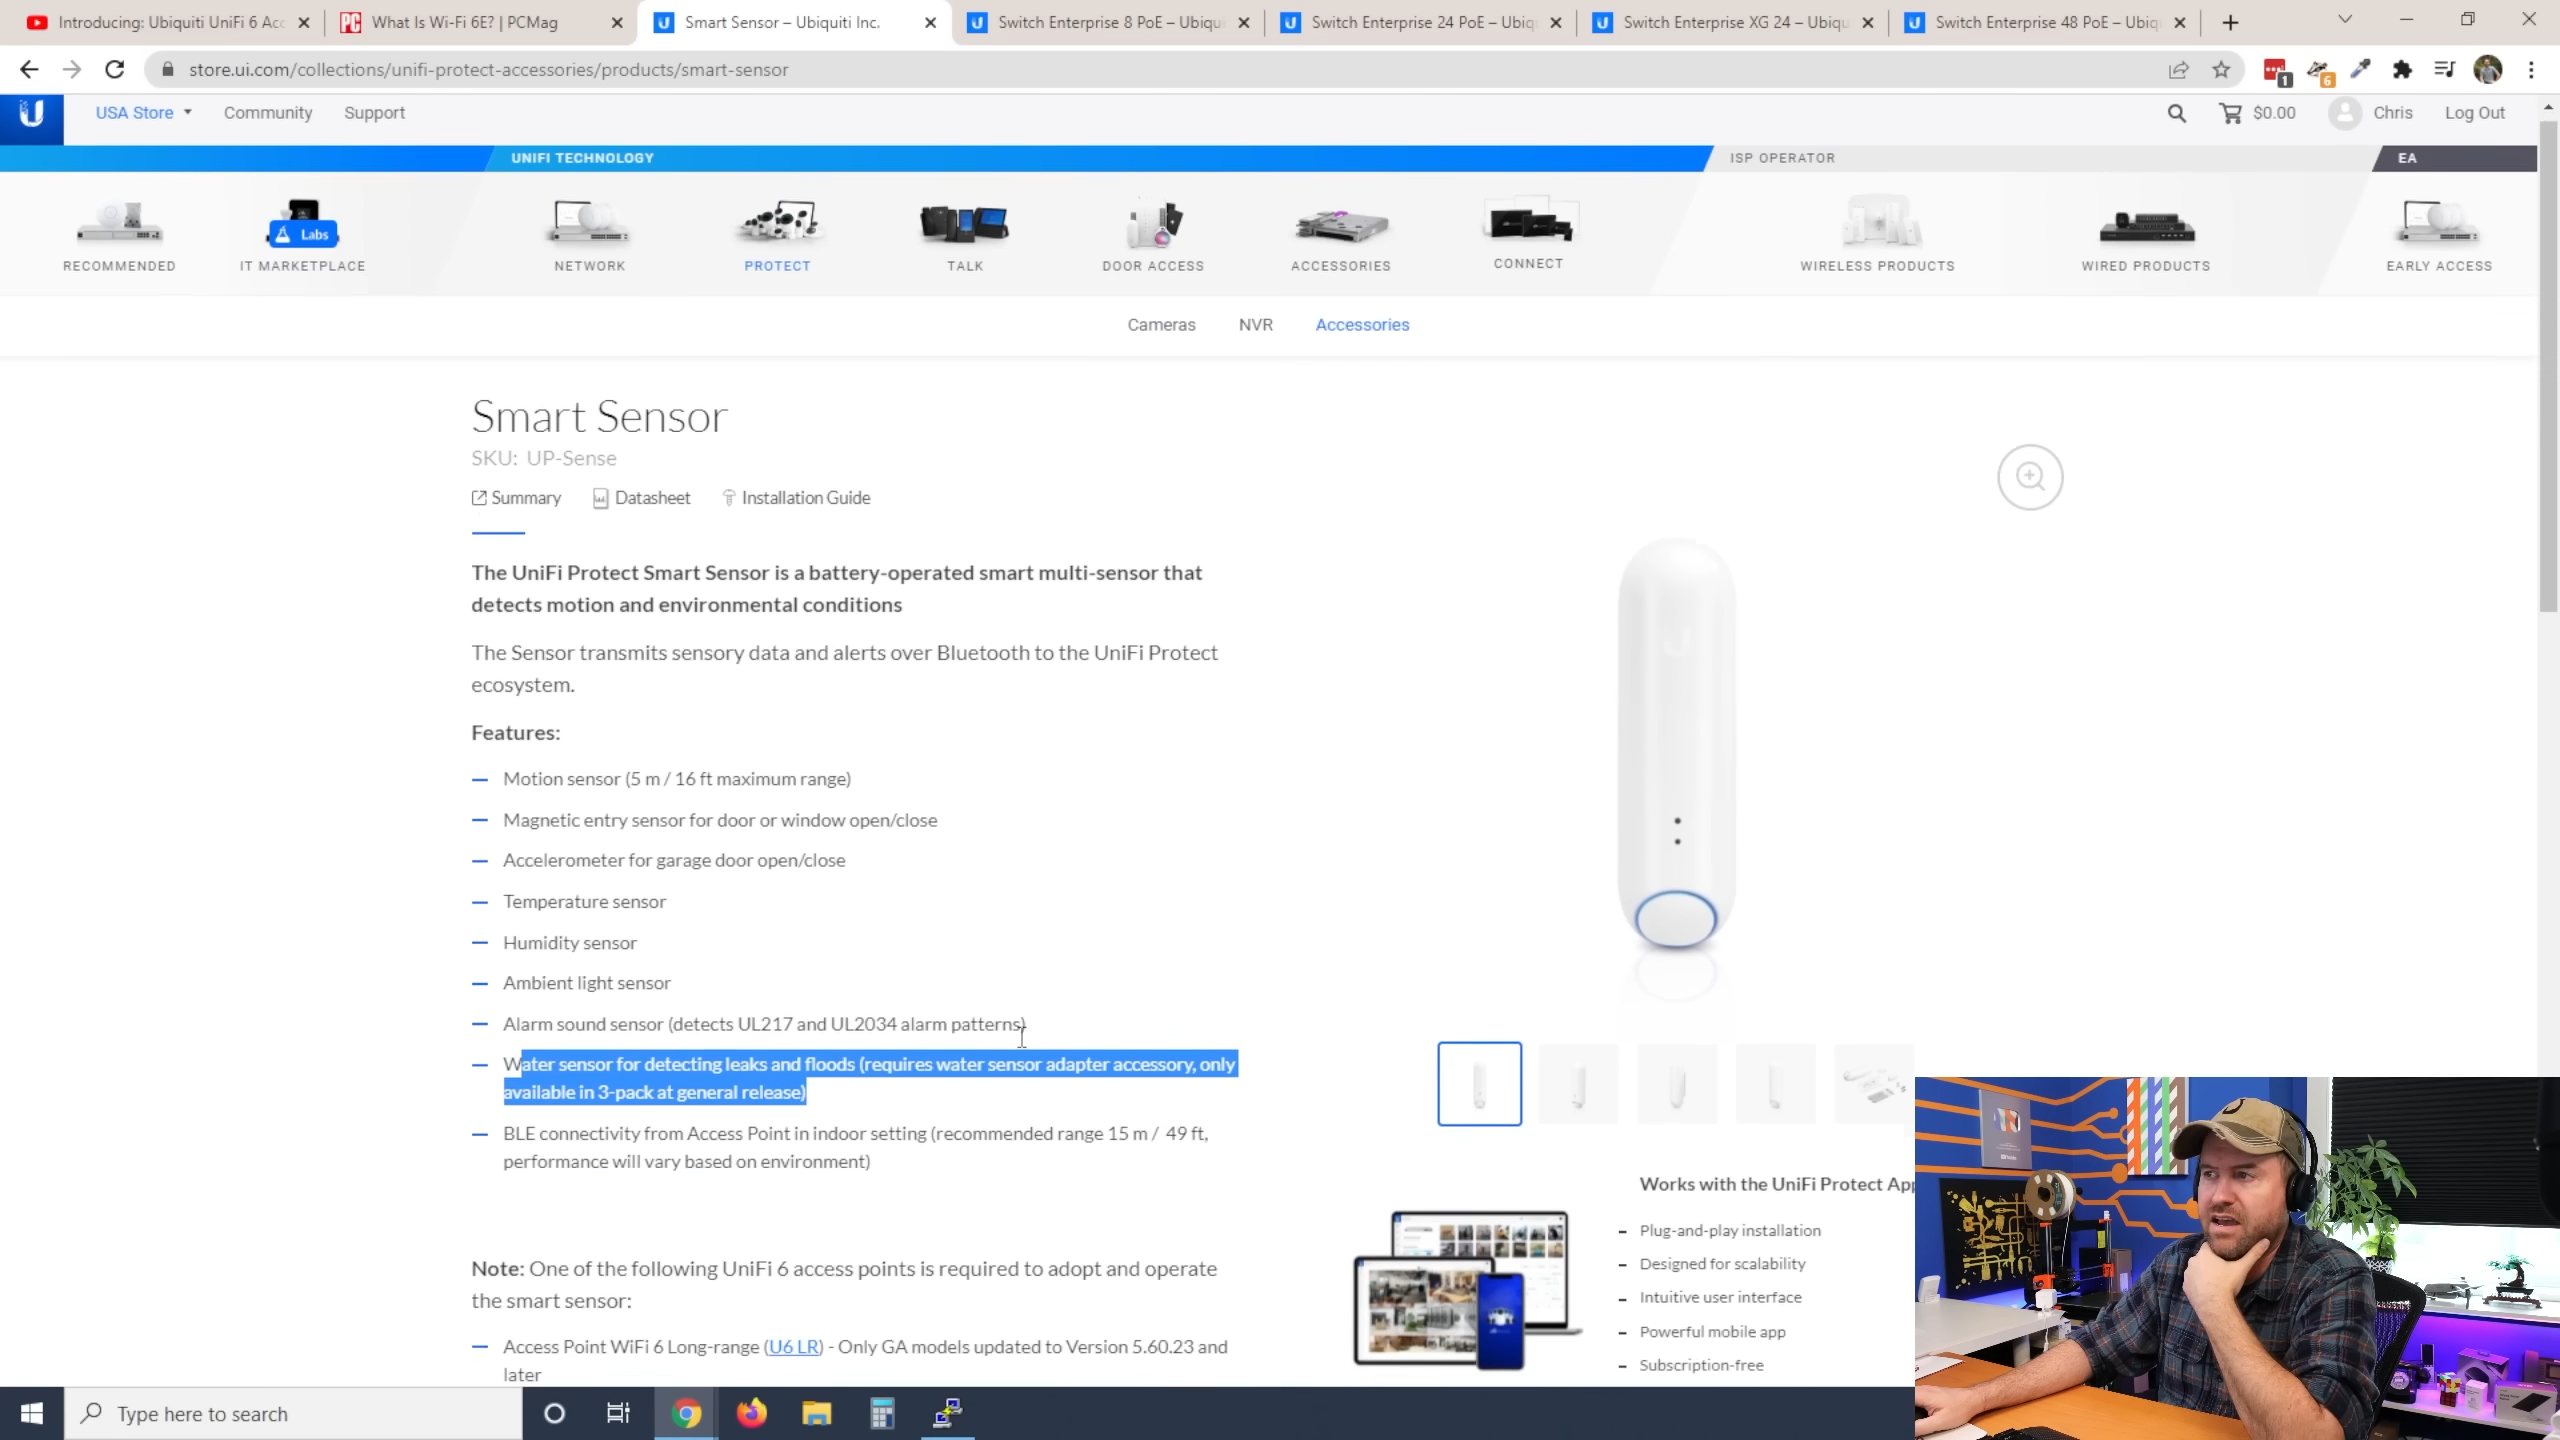 Introducing: Ubiquiti UniFi 6 Acc
What Is Wi-Fi 6E? | PCMag
Smart Sensor – Ubiquiti Inc.
Switch Enterprise 8 PoE – Ubiqui
Switch Enterprise 24 PoE – Ubiq
Switch Enterprise XG 24 – Ubiqu
Switch Enterprise 48 PoE – Ubiq
store.ui.com/collections/unifi-protect-accessories/products/smart-sensor
1
6
USA Store
Community
Support
$0.00
Chris
Log Out
UNIFI TECHNOLOGY
ISP OPERATOR
EA
Labs
RECOMMENDED
IT MARKETPLACE
NETWORK
PROTECT
TALK
DOOR ACCESS
ACCESSORIES
CONNECT
WIRELESS PRODUCTS
WIRED PRODUCTS
EARLY ACCESS
Cameras
NVR
Accessories
Smart Sensor
SKU: UP-Sense
Summary
Datasheet
Installation Guide
The UniFi Protect Smart Sensor is a battery-operated smart multi-sensor that
detects motion and environmental conditions
The Sensor transmits sensory data and alerts over Bluetooth to the UniFi Protect
ecosystem.
Features:
Motion sensor (5 m / 16 ft maximum range)
Magnetic entry sensor for door or window open/close
Accelerometer for garage door open/close
Temperature sensor
Humidity sensor
Ambient light sensor
Alarm sound sensor (detects UL217 and UL2034 alarm patterns)
Water sensor for detecting leaks and floods (requires water sensor adapter accessory, only
available in 3-pack at general release)
BLE connectivity from Access Point in indoor setting (recommended range 15 m / 49 ft,
performance will vary based on environment)
Note: One of the following UniFi 6 access points is required to adopt and operate
the smart sensor:
Access Point WiFi 6 Long-range (U6 LR) - Only GA models updated to Version 5.60.23 and
later
Works with the UniFi Protect Ap
– Plug-and-play installation
– Designed for scalability
– Intuitive user interface
– Powerful mobile app
– Subscription-free
Type here to search